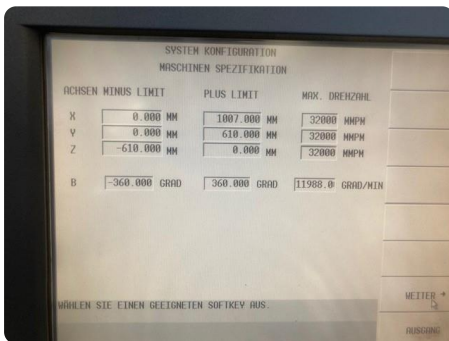 SYSTEM KONFIGURATION
MASCHINEN SPEZIFIKATION
ACHSEN MINUS LIMIT PLUS LIMIT MAX. DREHZAHL
X 0.000 MM 1007.000 MM 32000 MMPM
Y 0.000 MM 610.000 MM 32000 MMPM
Z -610.000 MM 0.000 MM 32000 MMPM
B -360.000 GRAD 360.000 GRAD 11988.0 GRAD/MIN
WEITER →
WÄHLEN SIE EINEN GEEIGNETEN SOFTKEY AUS.
AUSGANG